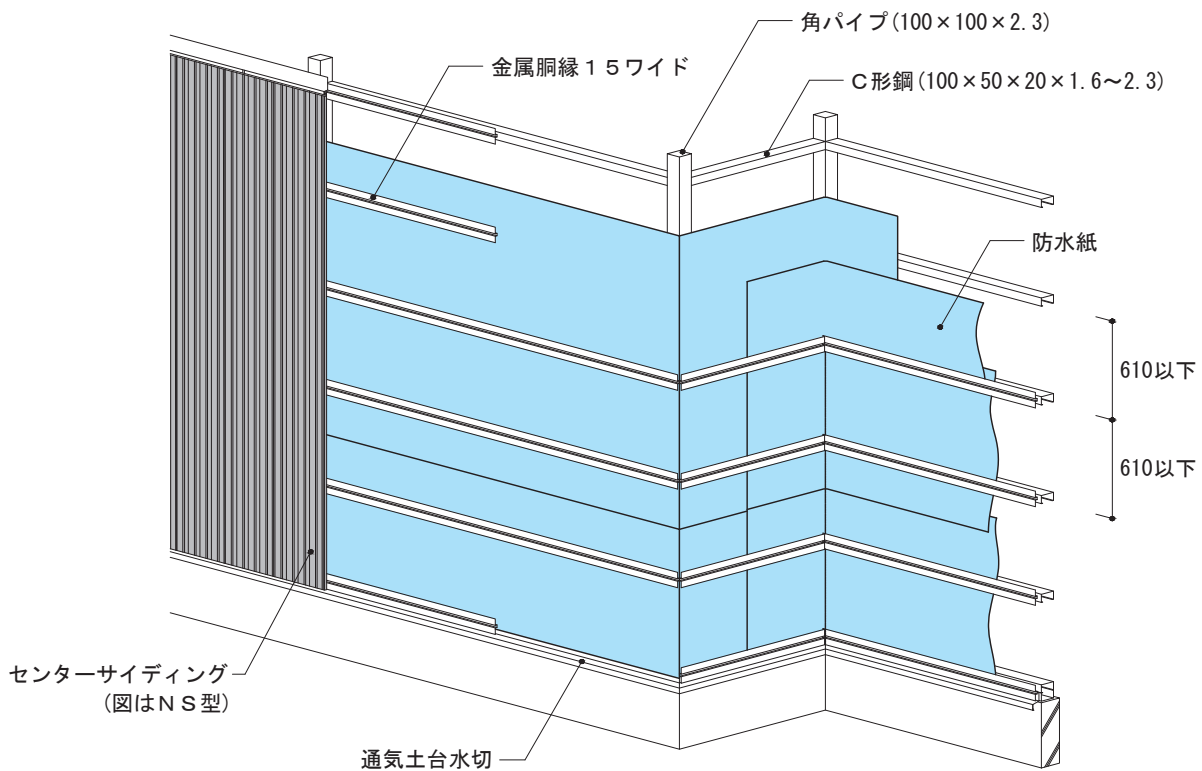 角パイプ(100×100×2.3)
金属胴縁１５ワイド
Ｃ形鋼(100×50×20×1.6～2.3)
防水紙
610以下
610以下
センターサイディング
(図はＮＳ型)
通気土台水切